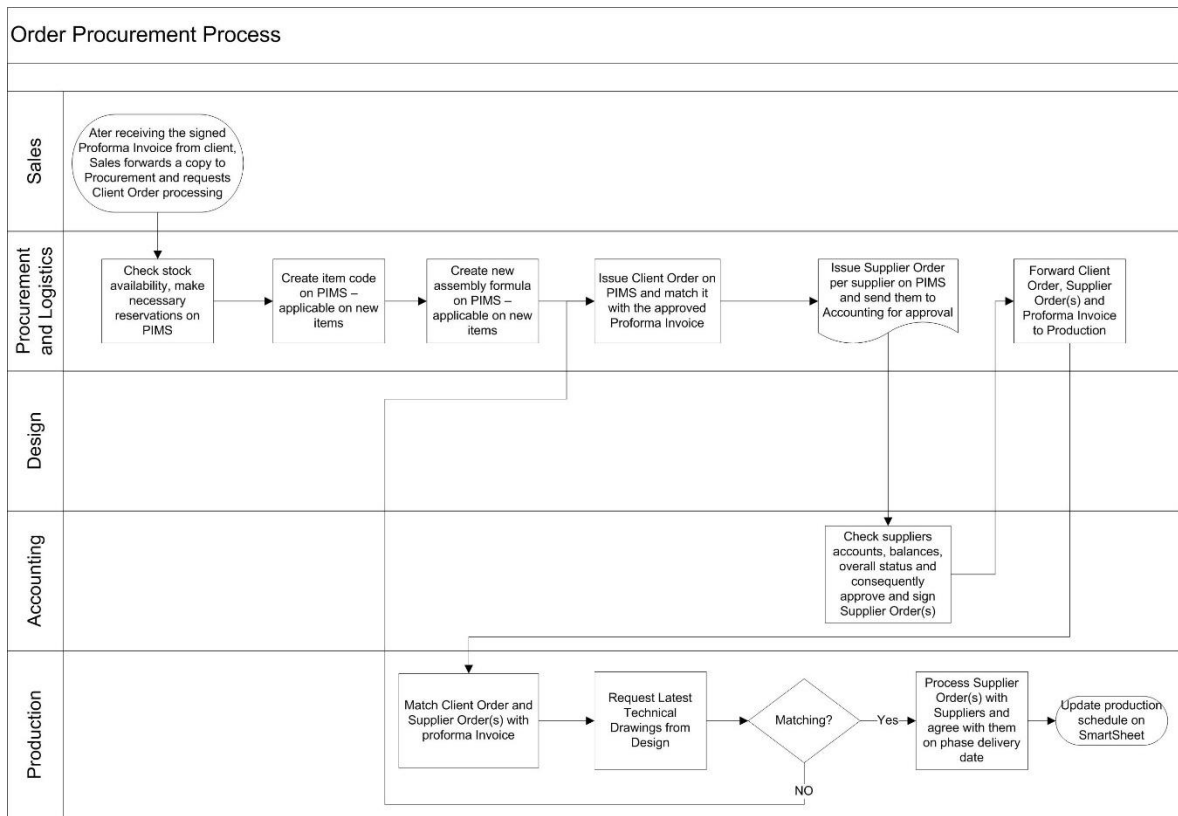 Order Procurement Process
Sales
Ater receiving the signed
Proforma Invoice from client,
Sales forwards a copy to
Procurement and requests
Client Order processing
Procurement
and Logistics
Check stock
availability, make
necessary
reservations on
PIMS
Create item code
on PIMS –
applicable on new
items
Create new
assembly formula
on PIMS –
applicable on new
items
Issue Client Order on
PIMS and match it
with the approved
Proforma Invoice
Issue Supplier Order
per supplier on PIMS
and send them to
Accounting for approval
Forward Client
Order, Supplier
Order(s) and
Proforma Invoice
to Production
Design
Accounting
Check suppliers
accounts, balances,
overall status and
consequently
approve and sign
Supplier Order(s)
Production
Match Client Order and
Supplier Order(s) with
proforma Invoice
Request Latest
Technical
Drawings from
Design
Matching?
Yes
NO
Process Supplier
Order(s) with
Suppliers and
agree with them
on phase delivery
date
Update production
schedule on
SmartSheet